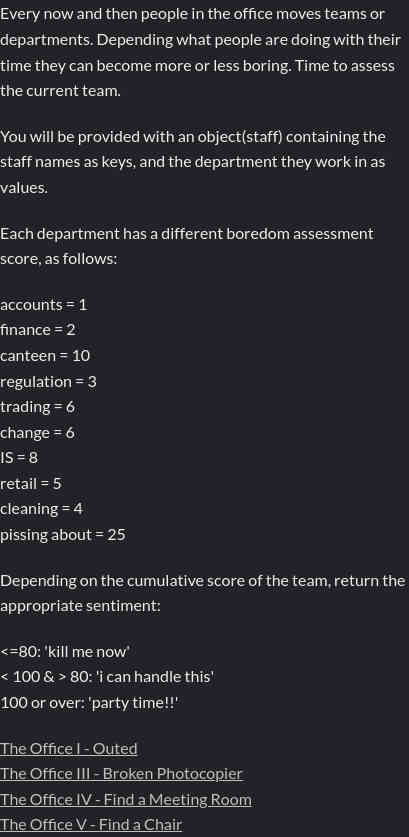 Every now and then people in the office moves teams or
departments. Depending what people are doing with their
time they can become more or less boring. Time to assess
the current team.
You will be provided with an object(staff) containing the
staff names as keys, and the department they work in as
values.
Each department has a different boredom assessment
score, as follows:
accounts = 1
finance = 2
canteen = 10
regulation = 3
trading = 6
change = 6
IS = 8
retail = 5
cleaning = 4
pissing about = 25
Depending on the cumulative score of the team, return the
appropriate sentiment:
<=80: 'kill me now'
< 100 & > 80: 'i can handle this'
100 or over: 'party time!!'
The Office I - Outed
The Office III - Broken Photocopier
The Office IV - Find a Meeting Room
The Office V - Find a Chair